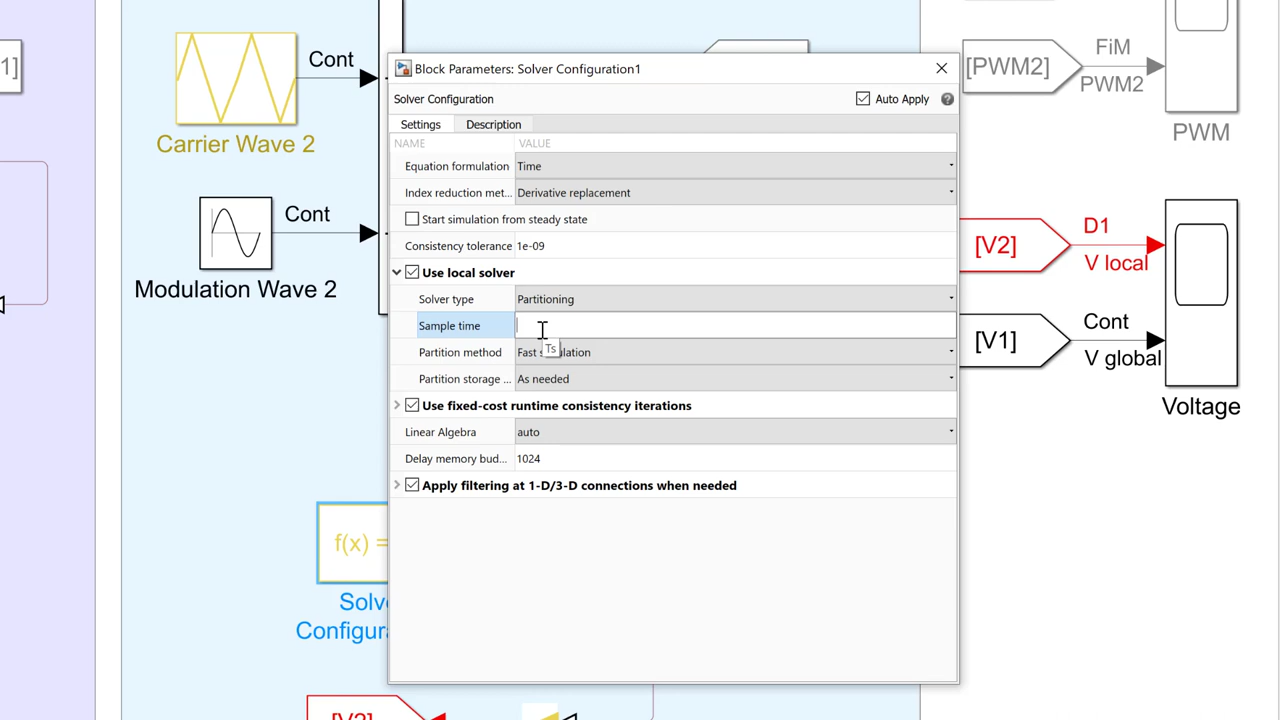 1]
Cont
Carrier Wave 2
Cont
Modulation Wave 2
Block Parameters: Solver Configuration1
Solver Configuration
Auto Apply
Settings
Description
NAME
VALUE
Equation formulation
Time
Index reduction met...
Derivative replacement
Start simulation from steady state
Consistency tolerance
1e-09
Use local solver
Solver type
Partitioning
Sample time
Ts
Partition method
Partition storage ...
As needed
Use fixed-cost runtime consistency iterations
Linear Algebra
auto
Delay memory bud...
1024
Apply filtering at 1-D/3-D connections when needed
f(x) =
[PWM2]
FiM
PWM2
PWM
[V2]
D1
V local
[V1]
Cont
V global
Voltage